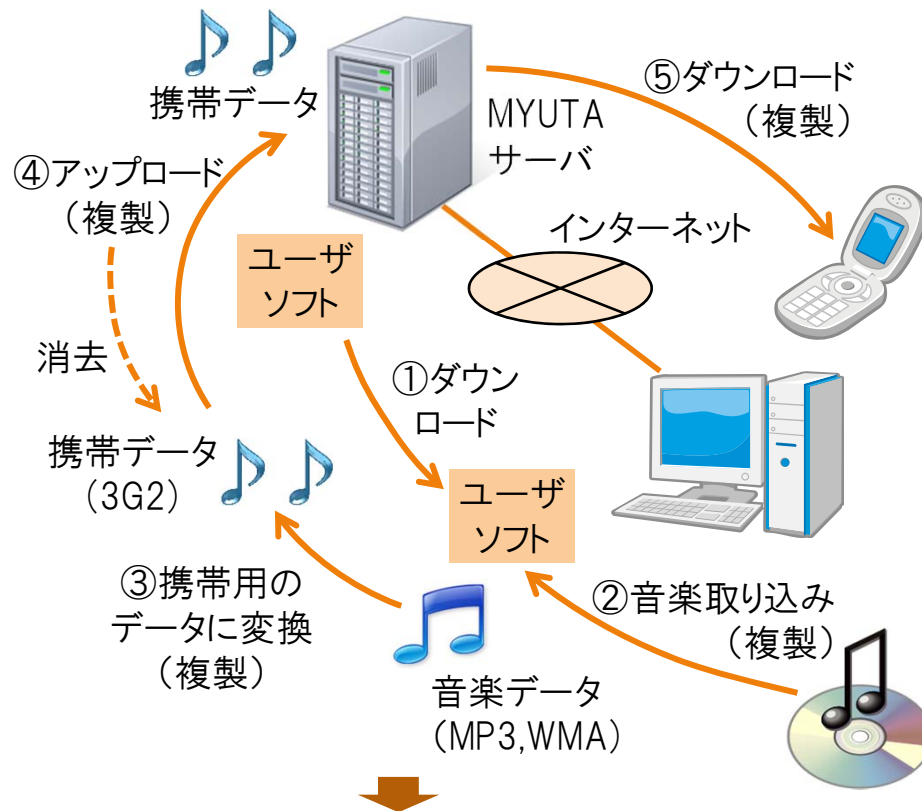 携帯データ
MYUTA
サーバ
⑤ダウンロード
（複製）
④アップロード
（複製）
インターネット
ユーザ
ソフト
消去
①ダウン
ロード
携帯データ
（3G2）
ユーザ
ソフト
③携帯用の
データに変換
（複製）
②音楽取り込み
（複製）
音楽データ
（MP3,WMA）